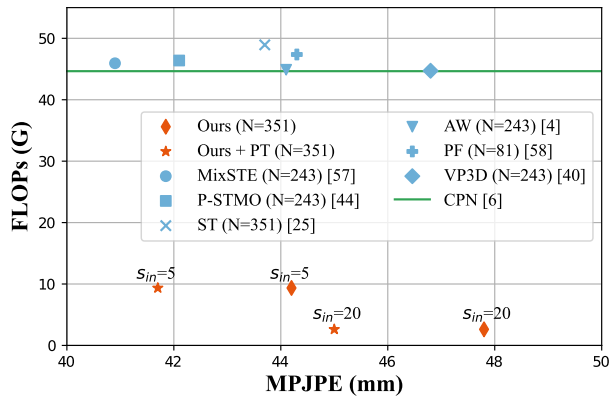 FLOPs (G)
50
40
30
20
10
0
Ours (N=351)
Ours + PT (N=351)
MixSTE (N=243) [57]
P-STMO (N=243) [44]
ST (N=351) [25]
AW (N=243) [4]
PF (N=81) [58]
VP3D (N=243) [40]
CPN [6]
s_in=5
s_in=5
s_in=20
s_in=20
40 42 44 46 48 50
MPJPE (mm)